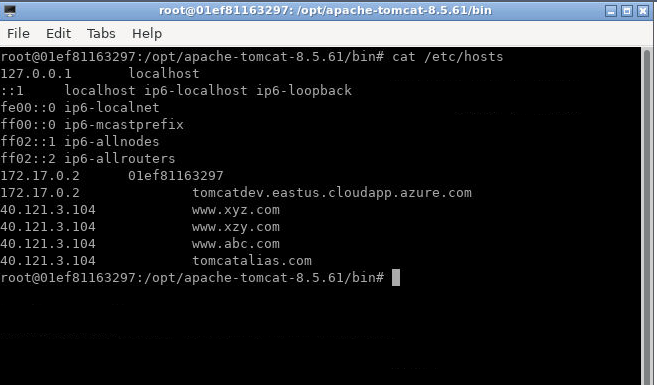 root@01ef81163297: /opt/apache-tomcat-8.5.61/bin
File Edit Tabs Help
root@01ef81163297:/opt/apache-tomcat-8.5.61/bin# cat /etc/hosts
127.0.0.1 localhost
::1 localhost ip6-localhost ip6-loopback
fe00::0 ip6-localnet
ff00::0 ip6-mcastprefix
ff02::1 ip6-allnodes
ff02::2 ip6-allrouters
172.17.0.2 01ef81163297
172.17.0.2 tomcatdev.eastus.cloudapp.azure.com
40.121.3.104 www.xyz.com
40.121.3.104 www.xzy.com
40.121.3.104 www.abc.com
40.121.3.104 tomcatalias.com
root@01ef81163297:/opt/apache-tomcat-8.5.61/bin#